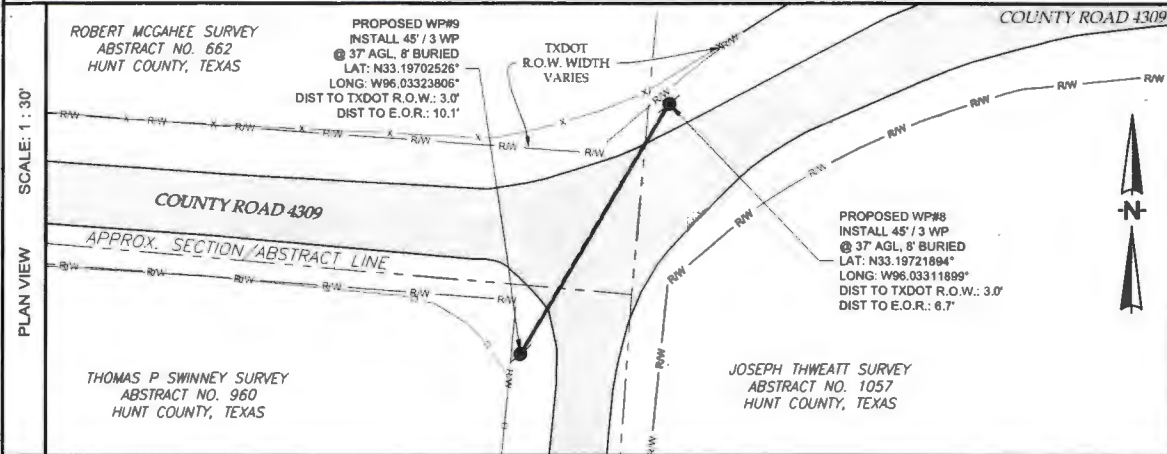 COUNTY ROAD 4309
ROBERT MCGAHEE SURVEY
ABSTRACT NO. 662
HUNT COUNTY, TEXAS
PROPOSED WP#9
INSTALL 45' / 3 WP
@ 37' AGL, 8' BURIED
LAT: N33.19702526°
LONG: W96.03323806°
DIST TO TXDOT R.O.W.: 3.0'
DIST TO E.O.R.: 10.1'
TXDOT
R.O.W. WIDTH
VARIES
R/W
R/W
X
R/W
X
R/W
X
R/W
X
R/W
X
R/W
X
R/W
R/W
X
R/W
R/W
R/W
R/W
R/W
R/W
R/W
R/W
PLAN VIEW SCALE: 1 : 30'
COUNTY ROAD 4309
APPROX. SECTION/ABSTRACT LINE
R/W
R/W
R/W
R/W
R/W
R/W
R/W
R/W
R/W
N
PROPOSED WP#8
INSTALL 45' / 3 WP
@ 37' AGL, 8' BURIED
LAT: N33.19721894°
LONG: W96.03311899°
DIST TO TXDOT R.O.W.: 3.0'
DIST TO E.O.R.: 6.7'
THOMAS P SWINNEY SURVEY
ABSTRACT NO. 960
HUNT COUNTY, TEXAS
JOSEPH THWEATT SURVEY
ABSTRACT NO. 1057
HUNT COUNTY, TEXAS